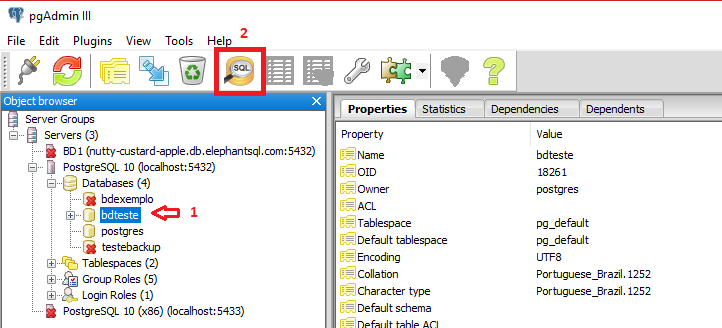 pgAdmin III
File Edit Plugins View Tools Help 2
SQL
Object browser
Server Groups
Servers (3)
BD1 (nutty-custard-apple.db.elephantsql.com:5432)
PostgreSQL 10 (localhost:5432)
Databases (4)
bdexemplo
bdteste 1
postgres
testebackup
Tablespaces (2)
Group Roles (5)
Login Roles (1)
PostgreSQL 10 (x86) (localhost:5433)
Properties Statistics Dependencies Dependents
Property Value
Name bdteste
OID 18261
Owner postgres
ACL
Tablespace pg_default
Default tablespace pg_default
Encoding UTF8
Collation Portuguese_Brazil.1252
Character type Portuguese_Brazil.1252
Default schema
Default table ACL